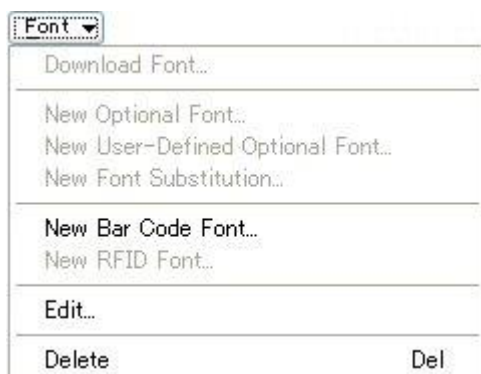 Font
Download Font...
New Optional Font...
New User-Defined Optional Font...
New Font Substitution...
New Bar Code Font...
New RFID Font...
Edit...
Delete Del